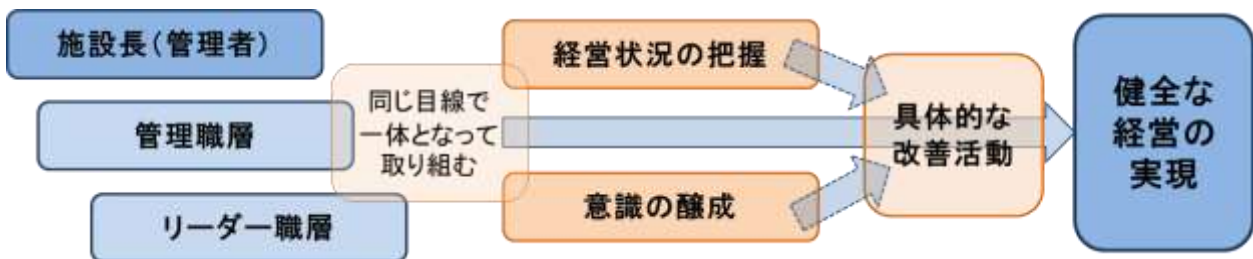 施設長(管理者)
管理職層
リーダー職層
同じ目線で
一体となって
取り組む
経営状況の把握
意識の醸成
具体的な
改善活動
健全な
経営の
実現